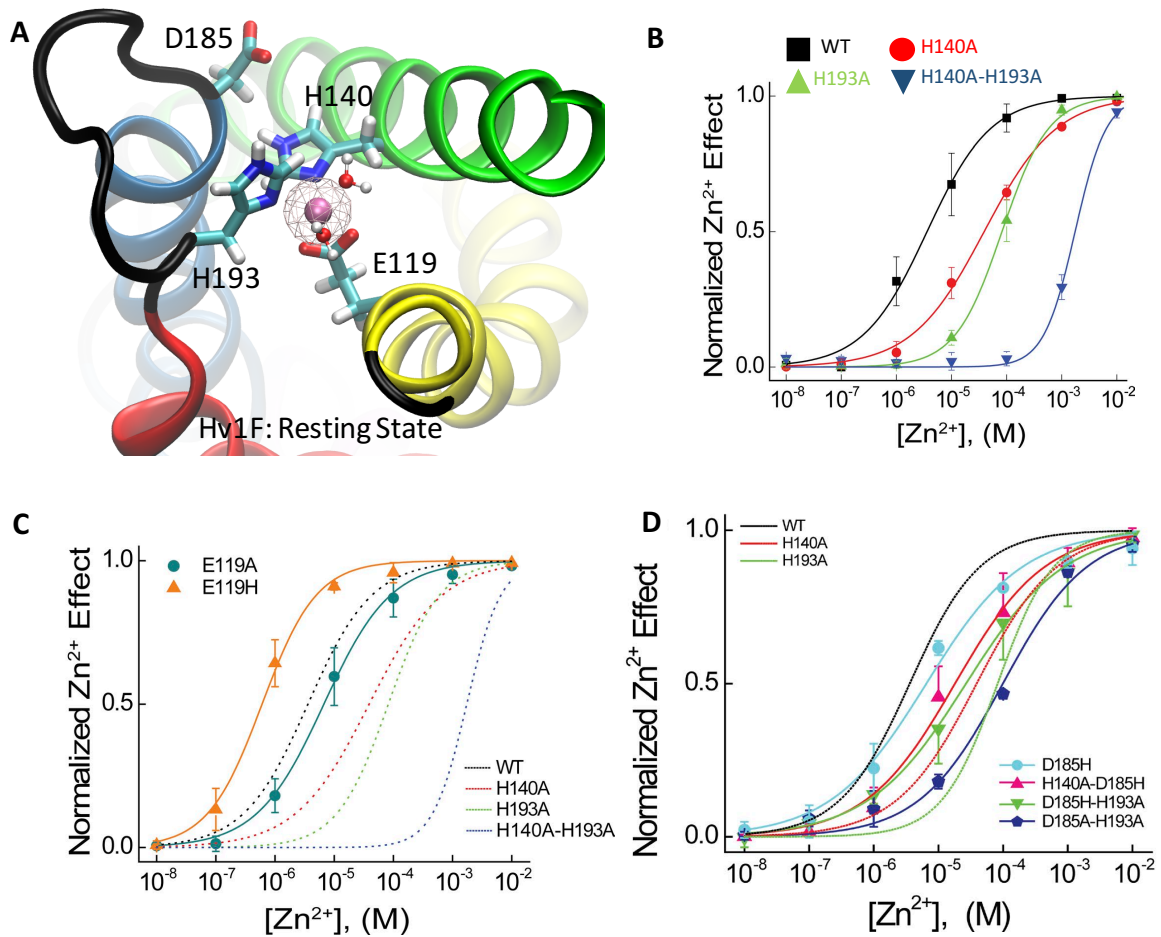 A
D185
H140
H193
E119
Hv1F: Resting State
B
WT
H140A
H193A
H140A-H193A
Normalized Zn²⁺ Effect
1.0
0.5
0.0
10⁻⁸ 10⁻⁷ 10⁻⁶ 10⁻⁵ 10⁻⁴ 10⁻³ 10⁻²
[Zn²⁺], (M)
C
E119A
E119H
Normalized Zn²⁺ Effect
1.0
0.5
0.0
WT
H140A
H193A
H140A-H193A
10⁻⁸ 10⁻⁷ 10⁻⁶ 10⁻⁵ 10⁻⁴ 10⁻³ 10⁻²
[Zn²⁺], (M)
D
WT
H140A
H193A
Normalized Zn²⁺ Effect
1.0
0.5
0.0
D185H
H140A-D185H
D185H-H193A
D185A-H193A
10⁻⁸ 10⁻⁷ 10⁻⁶ 10⁻⁵ 10⁻⁴ 10⁻³ 10⁻²
[Zn²⁺], (M)